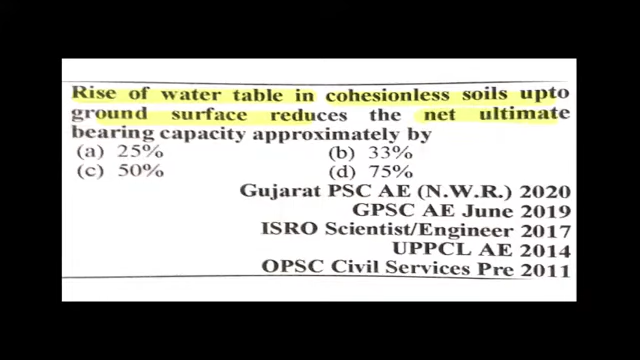 Rise of water table in cohesionless soils upto
ground surface reduces the net ultimate
bearing capacity approximately by
(a) 25% (b) 33%
(c) 50% (d) 75%
Gujarat PSC AE (N.W.R.) 2020
GPSC AE June 2019
ISRO Scientist/Engineer 2017
UPPCL AE 2014
OPSC Civil Services Pre 2011